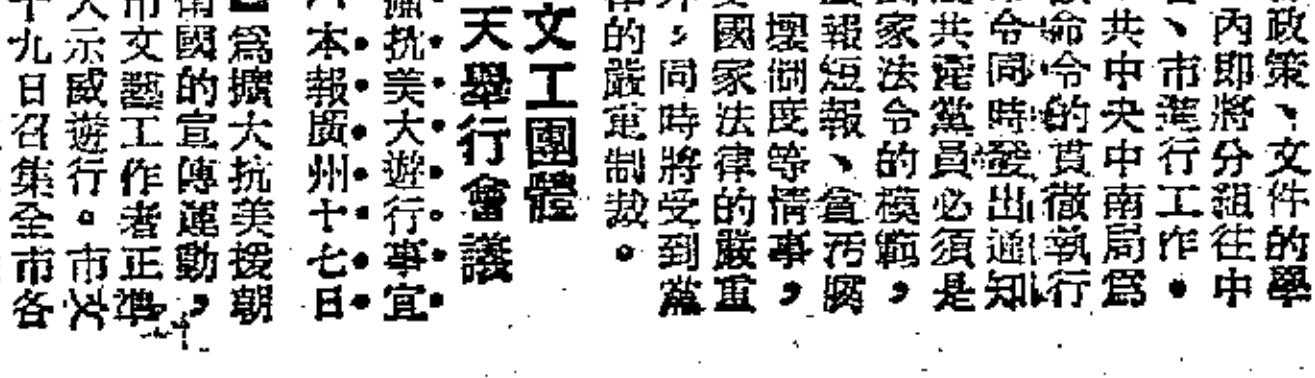 政策、文件的學
內即將分組往中
、市進行工作。
共中央中南局爲
命令的貫徹執行
令同時發出通知
共產黨員必須是
家法令的模範，
報短報、貪污腐
壞制度等情事，
國家法律的嚴重
，同時將受到黨
的嚴重制裁。
文工團體
天舉行會議
抗美大遊行事宜
本報廣州十七日
爲擴大抗美援朝
國的宣傳運動，
市文藝工作者正準
大示威遊行。市文
十九日召集全市各